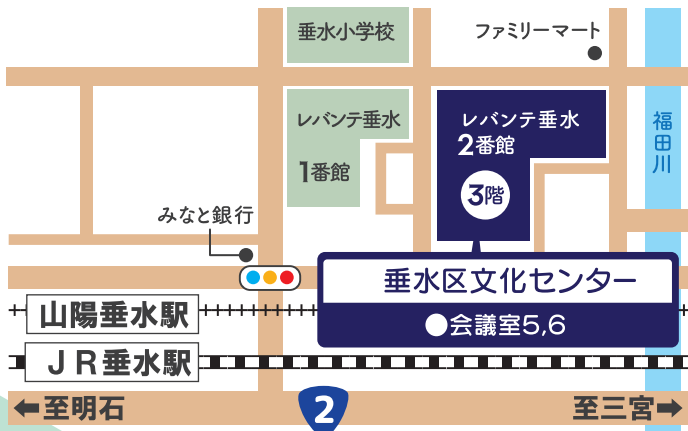 垂水小学校
ファミリーマート
レバンテ垂水
1番館
レバンテ垂水
2番館
3階
福田川
みなと銀行
垂水区文化センター
●会議室5,6
山陽垂水駅
JR垂水駅
至明石
2
至三宮